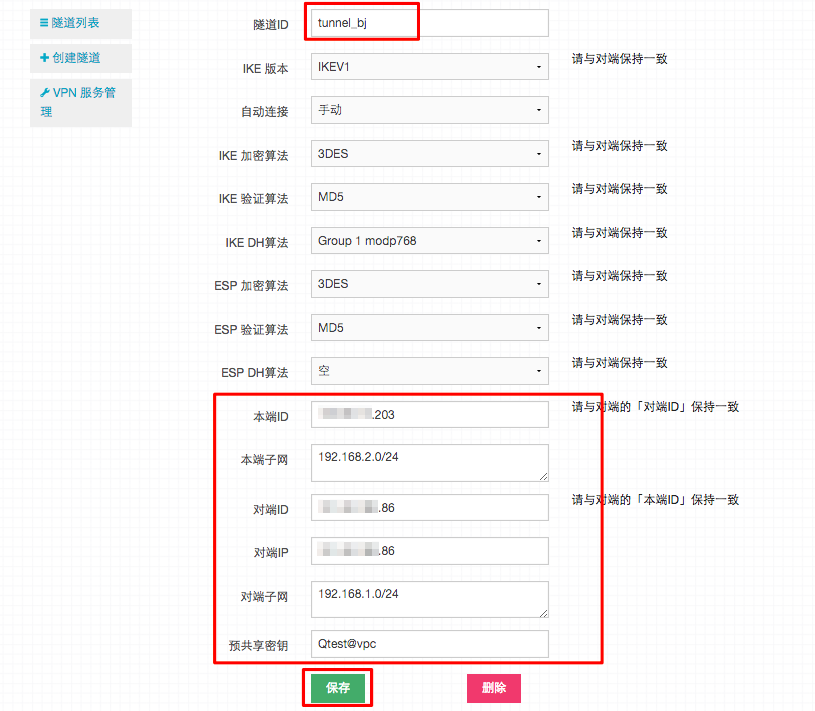 隧道列表
创建隧道
VPN 服务管
理
隧道ID tunnel_bj
IKE 版本 IKEV1 请与对端保持一致
自动连接 手动
IKE 加密算法 3DES 请与对端保持一致
IKE 验证算法 MD5 请与对端保持一致
IKE DH算法 Group 1 modp768 请与对端保持一致
ESP 加密算法 3DES 请与对端保持一致
ESP 验证算法 MD5 请与对端保持一致
ESP DH算法 空 请与对端保持一致
本端ID .203 请与对端的「对端ID」保持一致
本端子网 192.168.2.0/24
对端ID .86 请与对端的「本端ID」保持一致
对端IP .86
对端子网 192.168.1.0/24
预共享密钥 Qtest@vpc
保存 删除